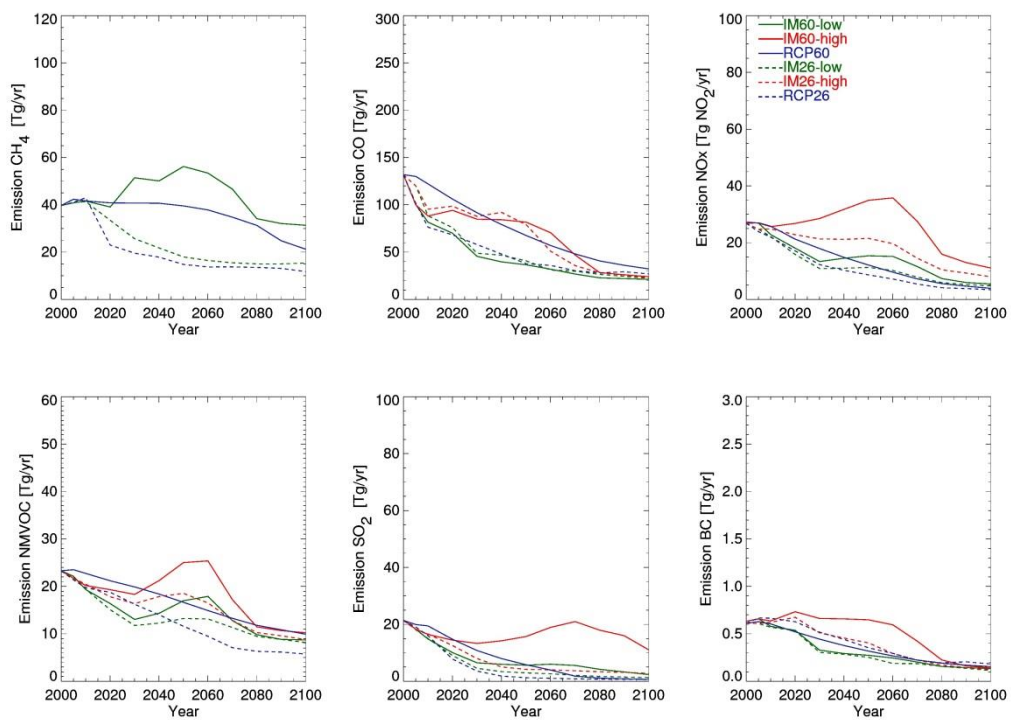 120
100
80
60
40
20
0
Emission CH4 [Tg/yr]
2000 2020 2040 2060 2080 2100
Year
300
250
200
150
100
50
0
Emission CO [Tg/yr]
2000 2020 2040 2060 2080 2100
Year
100
80
60
40
20
0
Emission NOx [Tg NO2/yr]
IM60-low
IM60-high
RCP60
IM26-low
IM26-high
RCP26
2000 2020 2040 2060 2080 2100
Year
60
50
40
30
20
10
0
Emission NMVOC [Tg/yr]
2000 2020 2040 2060 2080 2100
Year
100
80
60
40
20
0
Emission SO2 [Tg/yr]
2000 2020 2040 2060 2080 2100
Year
3.0
2.5
2.0
1.5
1.0
0.5
0.0
Emission BC [Tg/yr]
2000 2020 2040 2060 2080 2100
Year